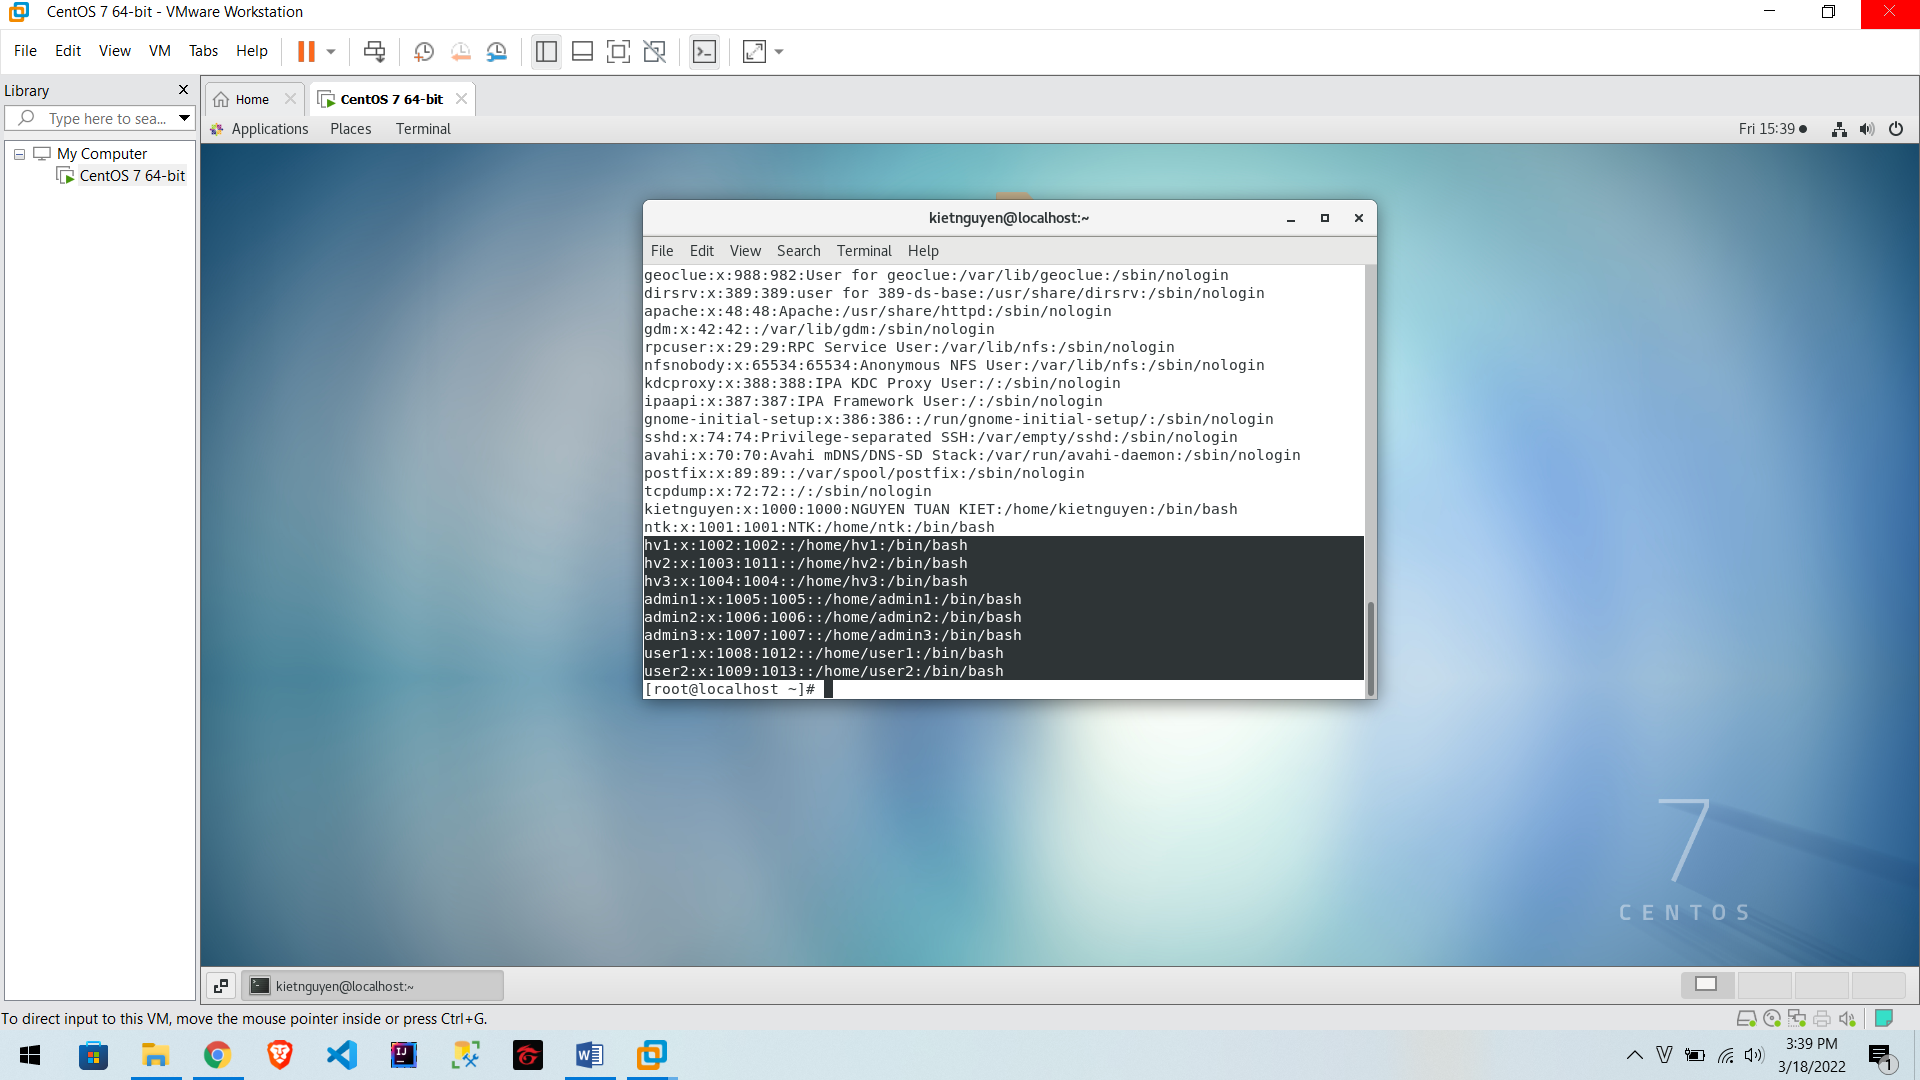 CentOS 7 64-bit - VMware Workstation
File Edit View VM Tabs Help
Library
Type here to sea...
My Computer
CentOS 7 64-bit
Home
CentOS 7 64-bit
Applications Places Terminal
Fri 15:39
kietnguyen@localhost:~
File Edit View Search Terminal Help
geoclue:x:988:982:User for geoclue:/var/lib/geoclue:/sbin/nologin
dirsrv:x:389:389:user for 389-ds-base:/usr/share/dirsrv:/sbin/nologin
apache:x:48:48:Apache:/usr/share/httpd:/sbin/nologin
gdm:x:42:42::/var/lib/gdm:/sbin/nologin
rpcuser:x:29:29:RPC Service User:/var/lib/nfs:/sbin/nologin
nfsnobody:x:65534:65534:Anonymous NFS User:/var/lib/nfs:/sbin/nologin
kdcproxy:x:388:388:IPA KDC Proxy User:/:/sbin/nologin
ipaapi:x:387:387:IPA Framework User:/:/sbin/nologin
gnome-initial-setup:x:386:386::/run/gnome-initial-setup/:/sbin/nologin
sshd:x:74:74:Privilege-separated SSH:/var/empty/sshd:/sbin/nologin
avahi:x:70:70:Avahi mDNS/DNS-SD Stack:/var/run/avahi-daemon:/sbin/nologin
postfix:x:89:89::/var/spool/postfix:/sbin/nologin
tcpdump:x:72:72::/:/sbin/nologin
kietnguyen:x:1000:1000:NGUYEN TUAN KIET:/home/kietnguyen:/bin/bash
ntk:x:1001:1001:NTK:/home/ntk:/bin/bash
hv1:x:1002:1002::/home/hv1:/bin/bash
hv2:x:1003:1011::/home/hv2:/bin/bash
hv3:x:1004:1004::/home/hv3:/bin/bash
admin1:x:1005:1005::/home/admin1:/bin/bash
admin2:x:1006:1006::/home/admin2:/bin/bash
admin3:x:1007:1007::/home/admin3:/bin/bash
user1:x:1008:1012::/home/user1:/bin/bash
user2:x:1009:1013::/home/user2:/bin/bash
[root@localhost ~]#
7
CENTOS
kietnguyen@localhost:~
To direct input to this VM, move the mouse pointer inside or press Ctrl+G.
3:39 PM
3/18/2022
1